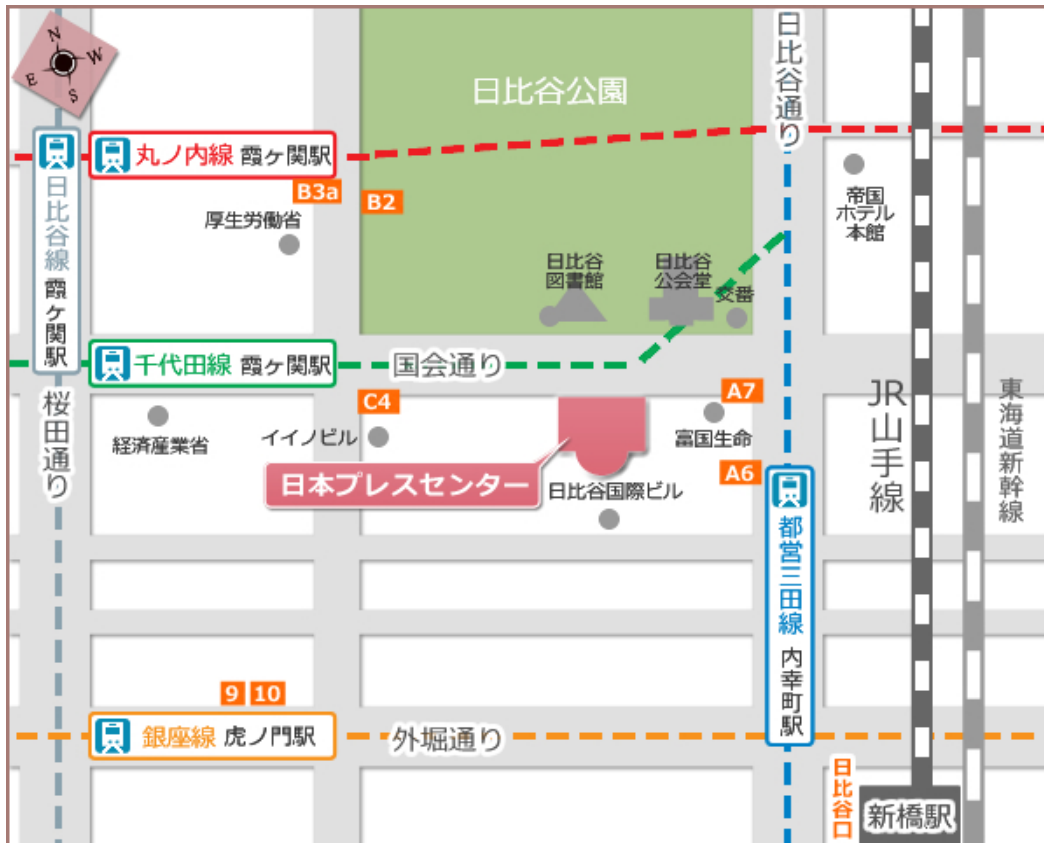 N
W
E
S
日比谷公園
日比谷通り
丸ノ内線 霞ヶ関駅
B3a
B2
厚生労働省
帝国
ホテル
本館
日比谷線 霞ヶ関駅
日比谷
図書館
日比谷
公会堂
交番
千代田線 霞ヶ関駅
国会通り
桜田通り
C4
A7
経済産業省
イイノビル
富国生命
JR山手線
東海道新幹線
日本プレスセンター
A6
日比谷国際ビル
都営三田線 内幸町駅
9
10
銀座線 虎ノ門駅
外堀通り
日比谷口
新橋駅